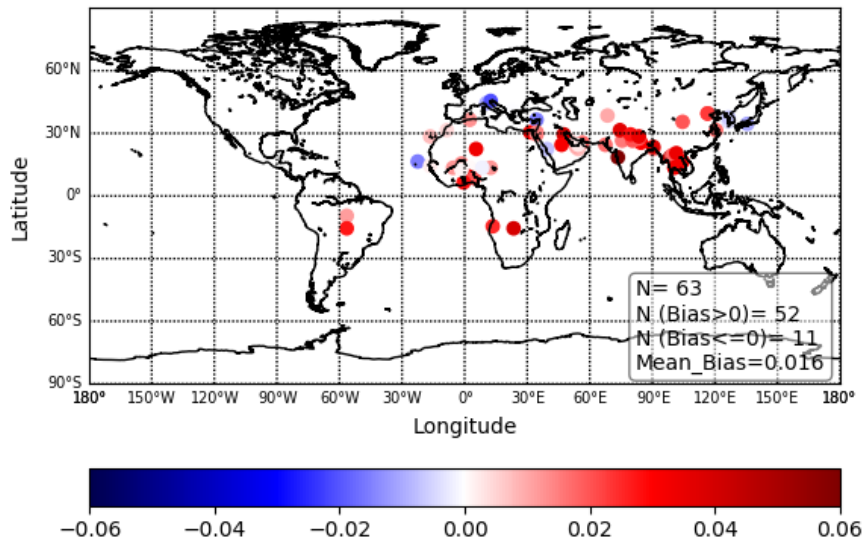 60°N
30°N
0°
30°S
60°S
90°S
Latitude
N= 63
N (Bias>0)= 52
N (Bias<=0)= 11
Mean_Bias=0.016
180° 150°W 120°W 90°W 60°W 30°W 0° 30°E 60°E 90°E 120°E 150°E 180°
Longitude
−0.06 −0.04 −0.02 0.00 0.02 0.04 0.06